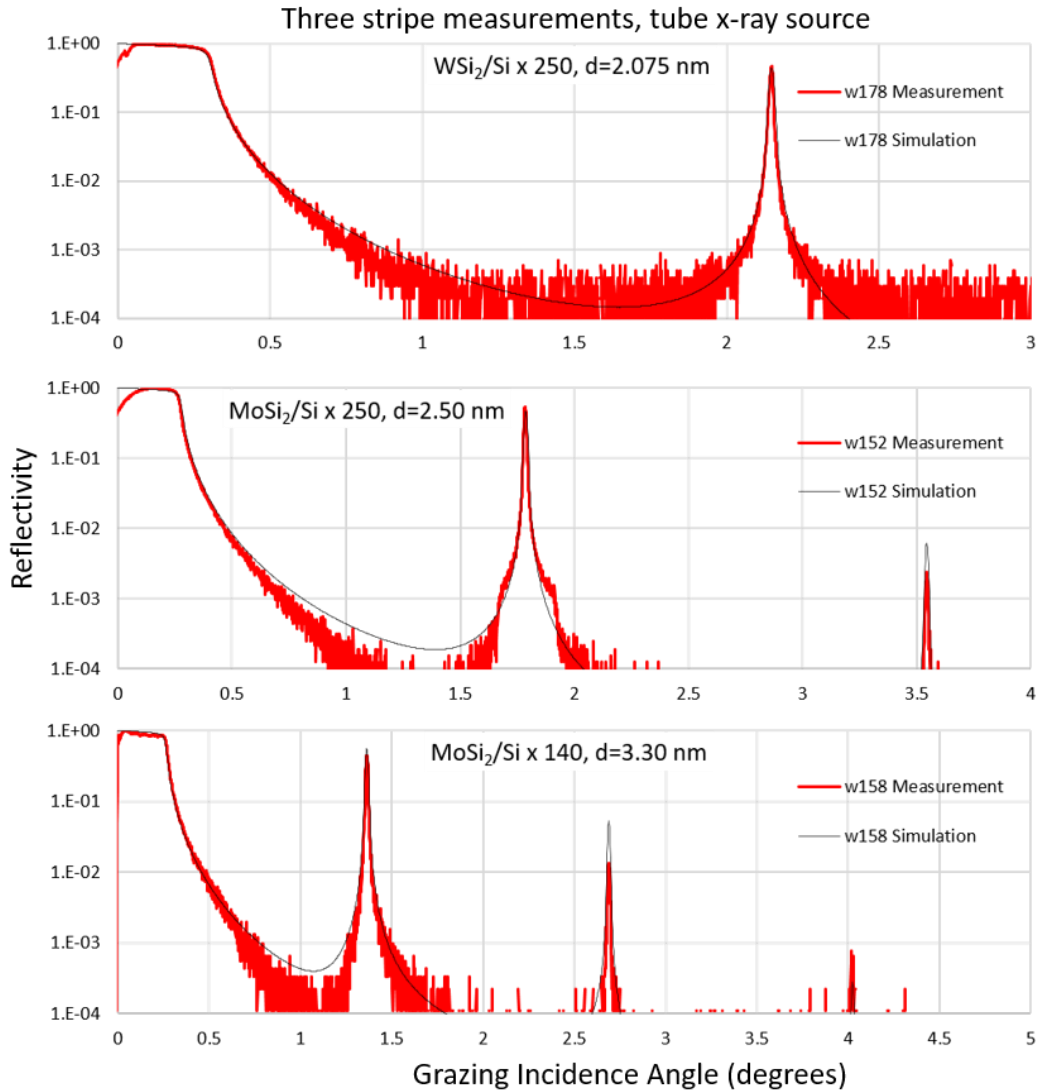 Three stripe measurements, tube x-ray source
1.E+00
WSi₂/Si x 250, d=2.075 nm
w178 Measurement
1.E-01
w178 Simulation
1.E-02
1.E-03
1.E-04
0 0.5 1 1.5 2 2.5 3
1.E+00
MoSi₂/Si x 250, d=2.50 nm
w152 Measurement
1.E-01
w152 Simulation
1.E-02
1.E-03
1.E-04
0 0.5 1 1.5 2 2.5 3 3.5 4
Reflectivity
1.E+00
MoSi₂/Si x 140, d=3.30 nm
w158 Measurement
1.E-01
w158 Simulation
1.E-02
1.E-03
1.E-04
0 0.5 1 1.5 2 2.5 3 3.5 4 4.5 5
Grazing Incidence Angle (degrees)